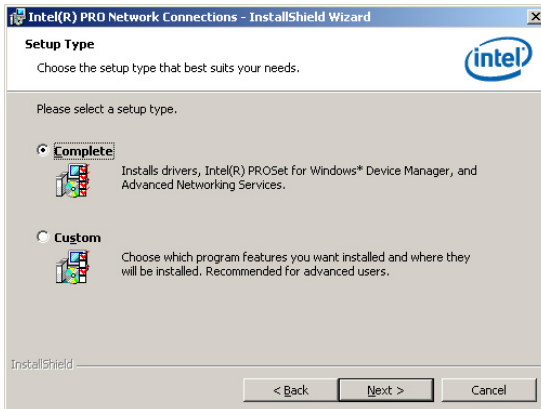 Intel(R) PRO Network Connections - InstallShield Wizard
Setup Type
Choose the setup type that best suits your needs.
intel
Please select a setup type.
Complete
Installs drivers, Intel(R) PROSet for Windows* Device Manager, and
Advanced Networking Services.
Custom
Choose which program features you want installed and where they
will be installed. Recommended for advanced users.
InstallShield
< Back
Next >
Cancel